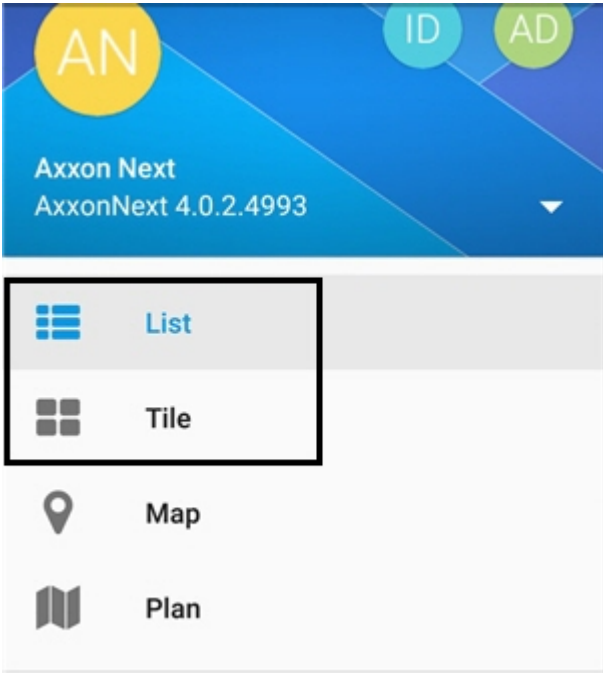 AN
ID
AD
Axxon Next
AxxonNext 4.0.2.4993
List
Tile
Map
Plan